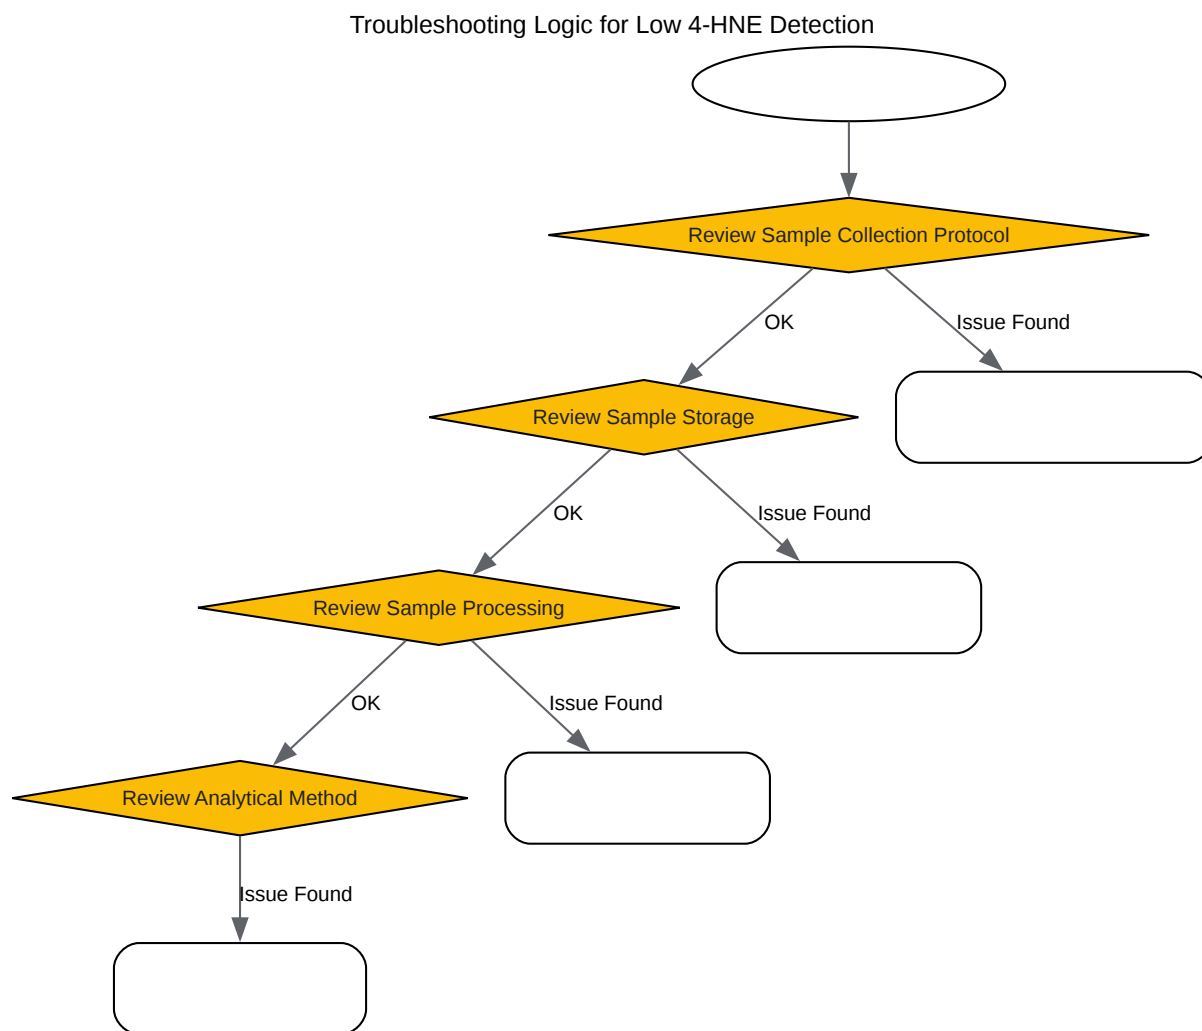 Troubleshooting Logic for Low 4-HNE Detection
Review Sample Collection Protocol
OK
Issue Found
Review Sample Storage
OK
Issue Found
Review Sample Processing
OK
Issue Found
Review Analytical Method
Issue Found